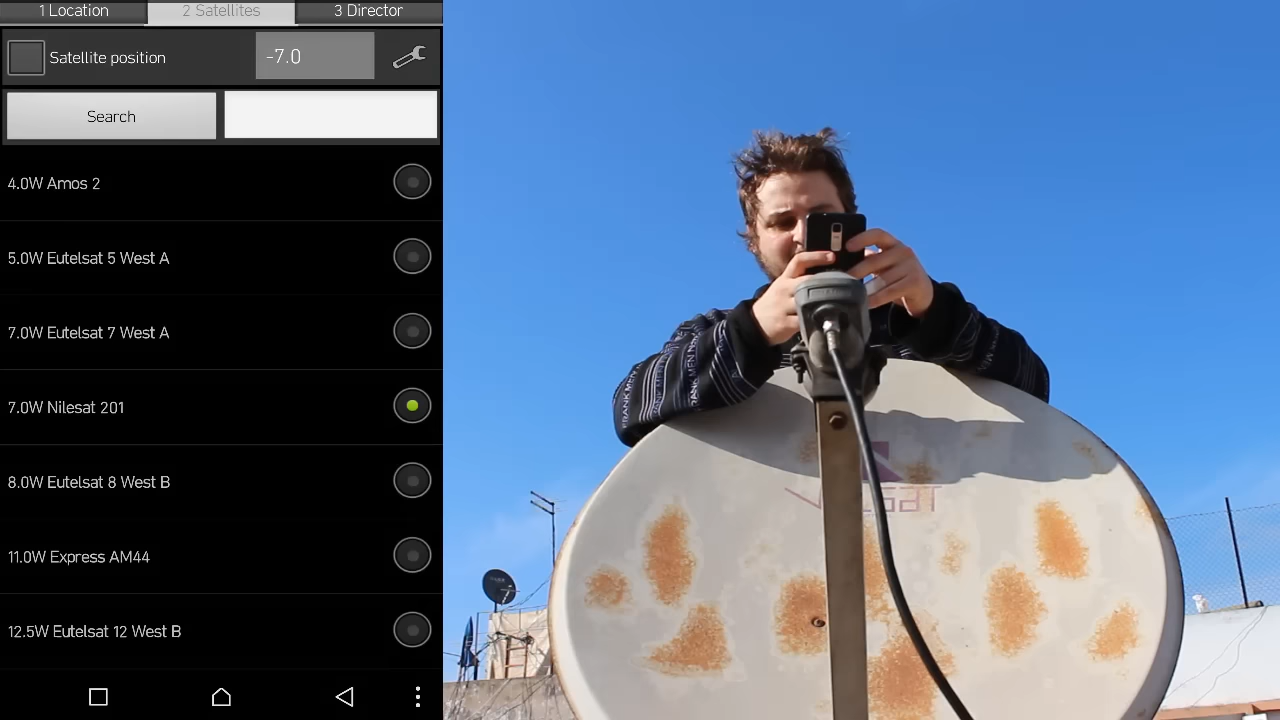 1 Location
2 Satellites
3 Director
Satellite position
-7.0
Search
4.0W Amos 2
5.0W Eutelsat 5 West A
7.0W Eutelsat 7 West A
7.0W Nilesat 201
8.0W Eutelsat 8 West B
11.0W Express AM44
12.5W Eutelsat 12 West B
FRANK MEN